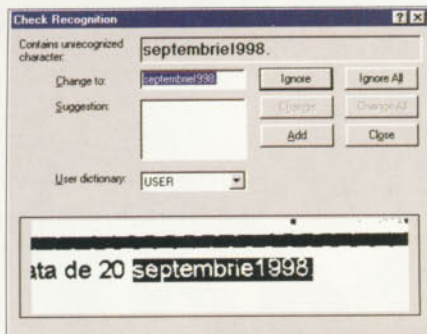 Check Recognition
Contains unrecognized
character:
septembrie1998.
Change to:
septembrie1998.
Ignore
Ignore All
Suggestion:
Change
Change All
Add
Close
User dictionary:
USER
ata de 20 septembrie1998